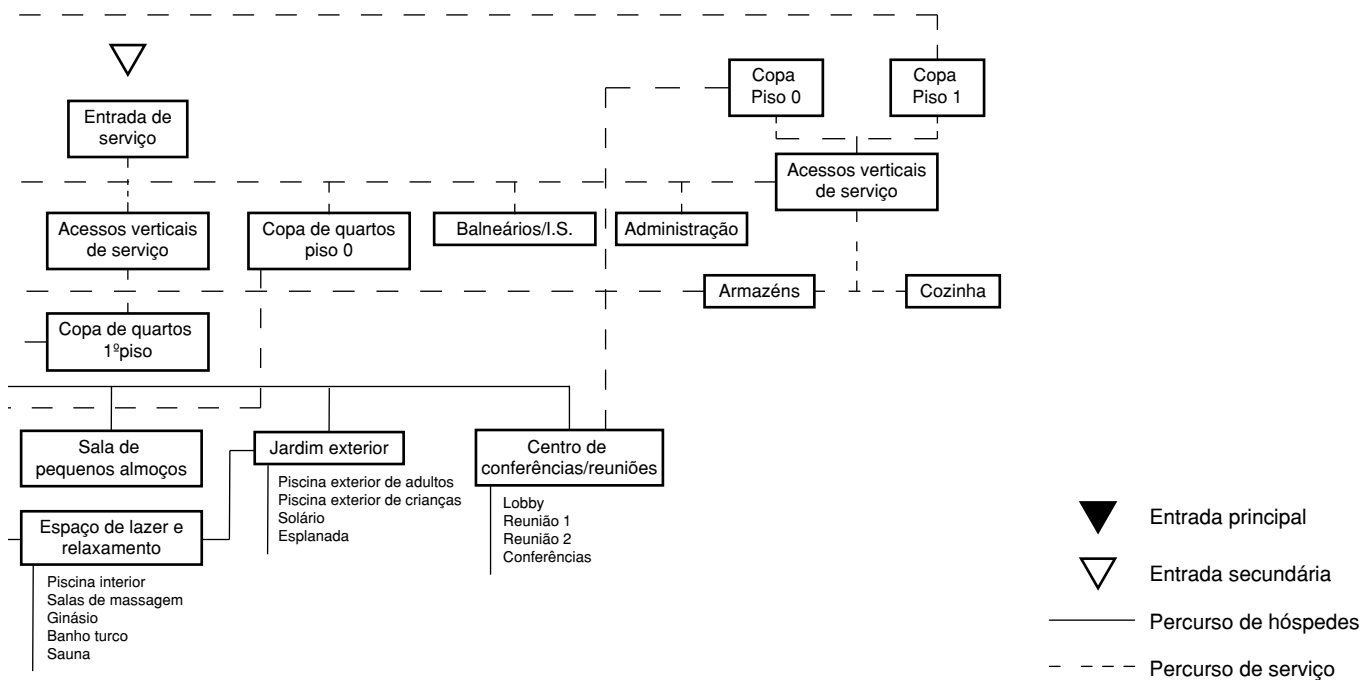 Copa
Piso 0
Copa
Piso 1
Entrada de
serviço
Acessos verticais
de serviço
Acessos verticais
de serviço
Copa de quartos
piso 0
Balneários/I.S.
Administração
Armazéns
Cozinha
Copa de quartos
1ºpiso
Sala de
pequenos almoços
Jardim exterior
Piscina exterior de adultos
Piscina exterior de crianças
Solário
Esplanada
Centro de
conferências/reuniões
Lobby
Reunião 1
Reunião 2
Conferências
Espaço de lazer e
relaxamento
Piscina interior
Salas de massagem
Ginásio
Banho turco
Sauna
Entrada principal
Entrada secundária
Percurso de hóspedes
Percurso de serviço